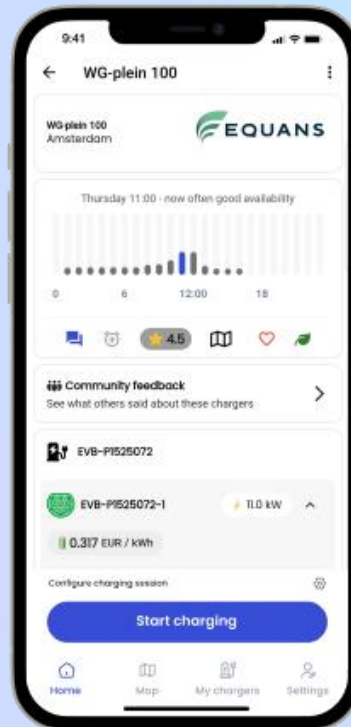 9:41
WG-plein 100
WG-plein 100
Amsterdam
EQUANS
Thursday 11:00 - now often good availability
0 6 12:00 18
4.5
Community feedback
See what others said about these chargers
EVB-P1525072
EVB-P1525072-1
11.0 kW
0.317 EUR / kWh
Configure charging session
Start charging
Home Map My chargers Settings